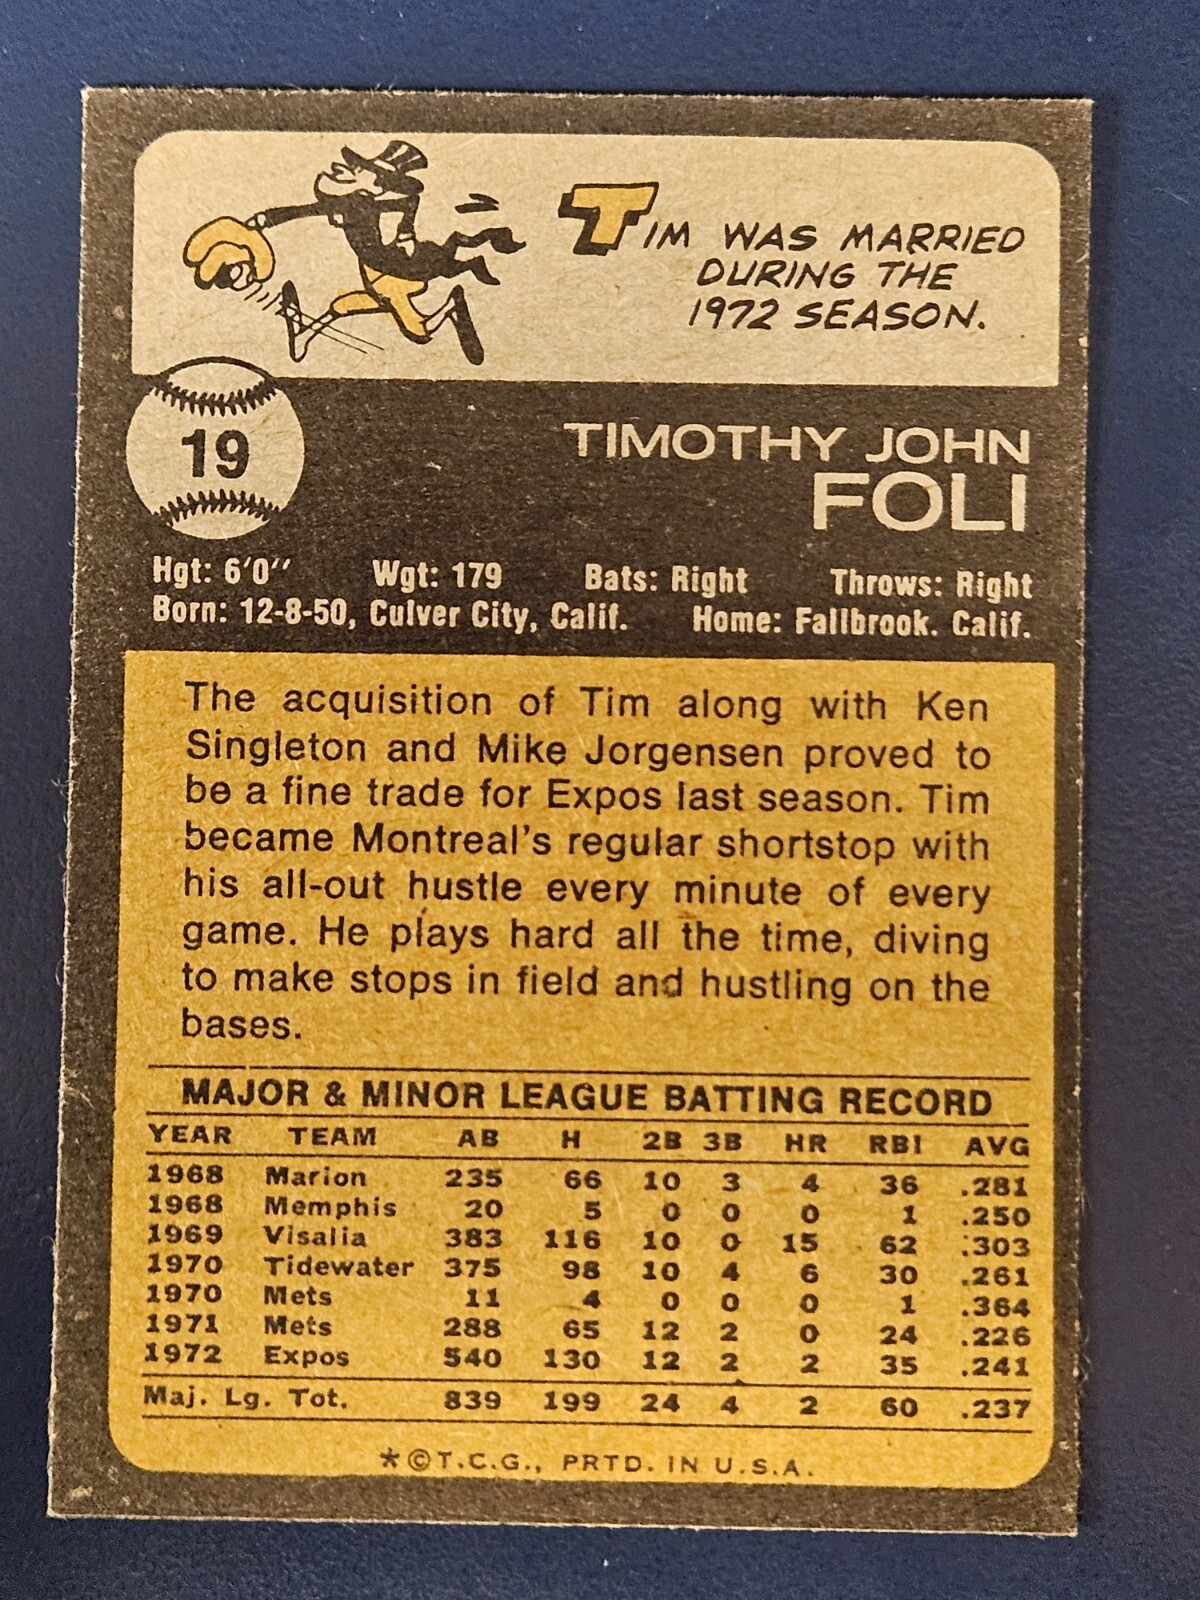 TIM WAS MARRIED
DURING THE
1972 SEASON.
19
TIMOTHY JOHN
FOLI
Hgt: 6'0" Wgt: 179 Bats: Right Throws: Right
Born: 12-8-50, Culver City, Calif. Home: Fallbrook. Calif.
The acquisition of Tim along with Ken
Singleton and Mike Jorgensen proved to
be a fine trade for Expos last season. Tim
became Montreal's regular shortstop with
his all-out hustle every minute of every
game. He plays hard all the time, diving
to make stops in field and hustling on the
bases.
MAJOR & MINOR LEAGUE BATTING RECORD
YEAR TEAM AB H 2B 3B HR RBI AVG
1968 Marion 235 66 10 3 4 36 .281
1968 Memphis 20 5 0 0 0 1 .250
1969 Visalia 383 116 10 0 15 62 .303
1970 Tidewater 375 98 10 4 6 30 .261
1970 Mets 11 4 0 0 0 1 .364
1971 Mets 288 65 12 2 0 24 .226
1972 Expos 540 130 12 2 2 35 .241
Maj. Lg. Tot. 839 199 24 4 2 60 .237
*©T.C.G., PRTD. IN U.S.A.